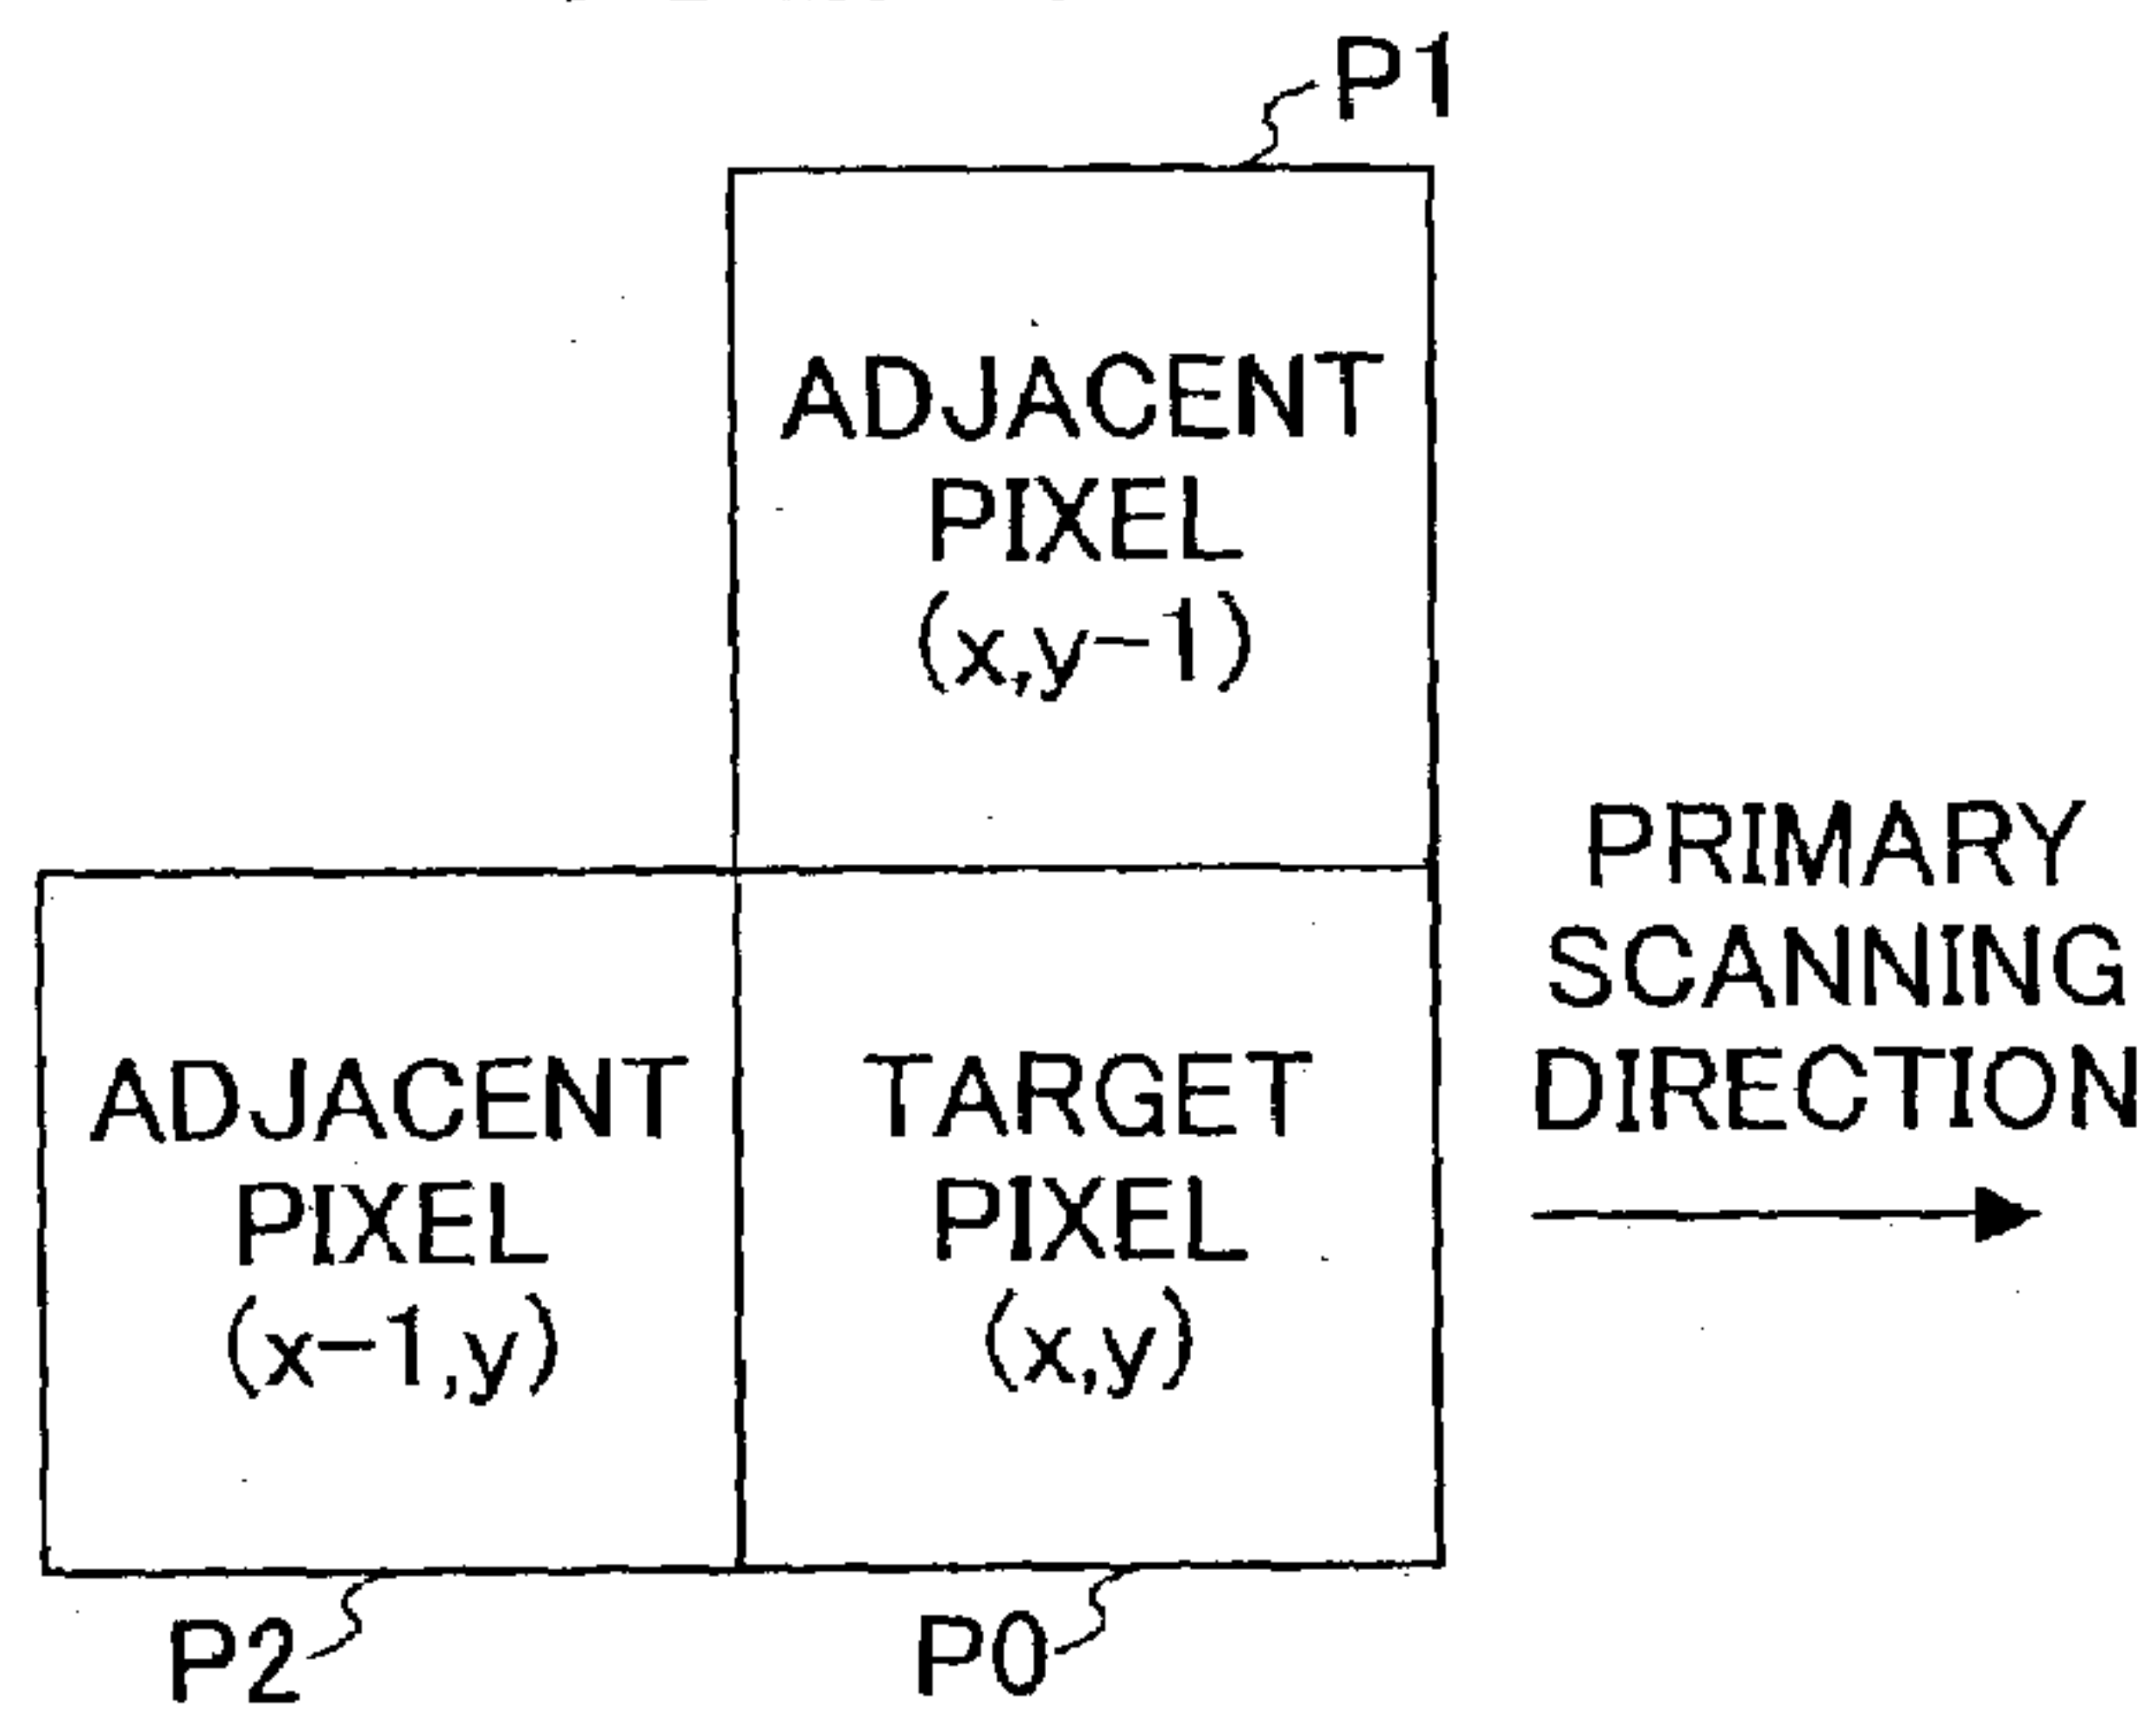 P1
ADJACENT
PIXEL
(x,y-1)
PRIMARY
SCANNING
DIRECTION
ADJACENT
PIXEL
(x-1,y)
TARGET
PIXEL
(x,y)
P2
P0